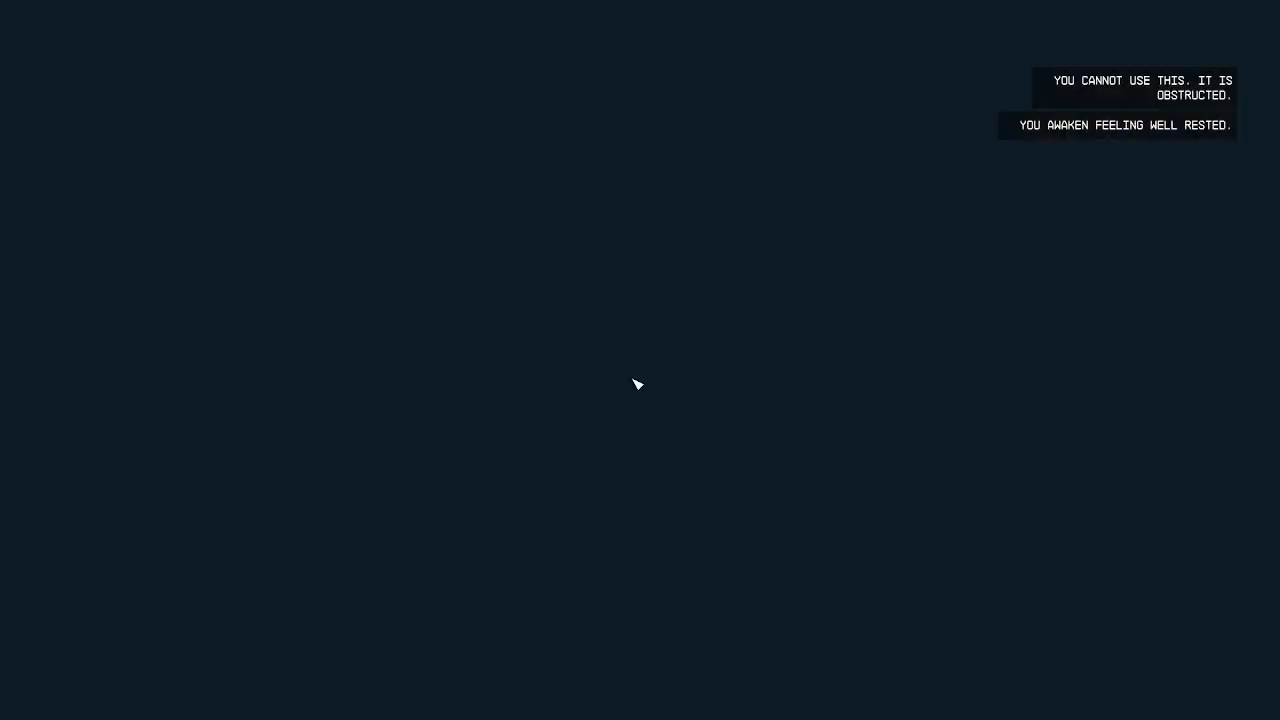 YOU CANNOT USE THIS. IT IS
OBSTRUCTED.
YOU AWAKEN FEELING WELL RESTED.